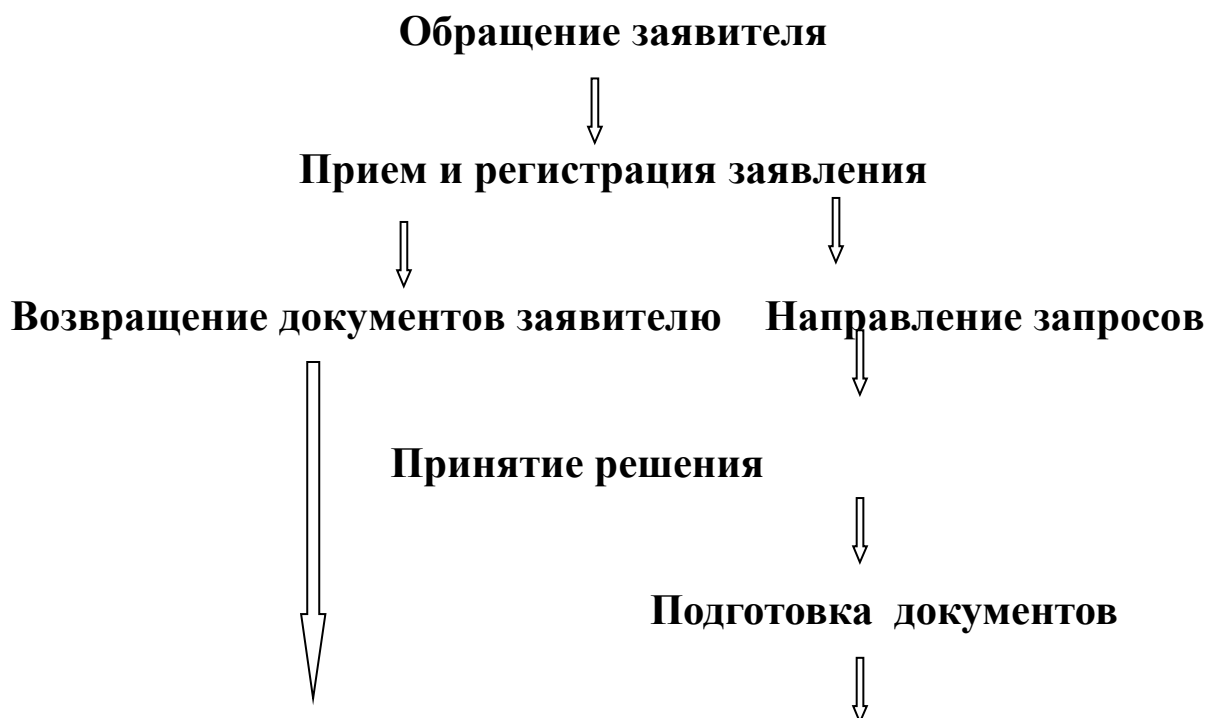 Обращение заявителя
Прием и регистрация заявления
Возвращение документов заявителю Направление запросов
Принятие решения
Подготовка документов